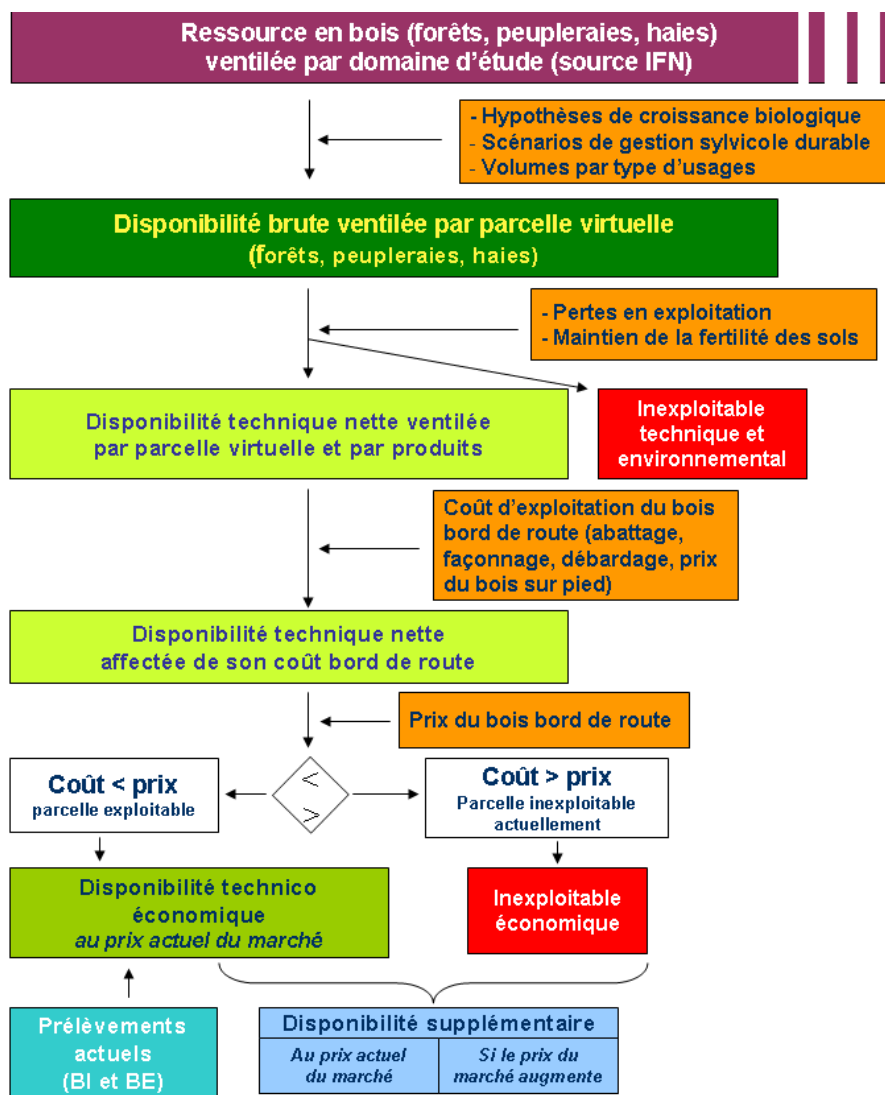 Ressource en bois (forêts, peupleraies, haies)
ventilée par domaine d'étude (source IFN)
- Hypothèses de croissance biologique
- Scénarios de gestion sylvicole durable
- Volumes par type d'usages
Disponibilité brute ventilée par parcelle virtuelle
(forêts, peupleraies, haies)
- Pertes en exploitation
- Maintien de la fertilité des sols
Disponibilité technique nette ventilée
par parcelle virtuelle et par produits
Inexploitable
technique et
environnemental
Coût d'exploitation du bois
bord de route (abattage,
façonnage, débardage, prix
du bois sur pied)
Disponibilité technique nette
affectée de son coût bord de route
Prix du bois bord de route
Coût < prix
parcelle exploitable
<
>
Coût > prix
Parcelle inexploitable
actuellement
Disponibilité technico
économique
au prix actuel du marché
Inexploitable
économique
Prélèvements
actuels
(BI et BE)
Disponibilité supplémentaire
Au prix actuel
du marché
Si le prix du
marché augmente